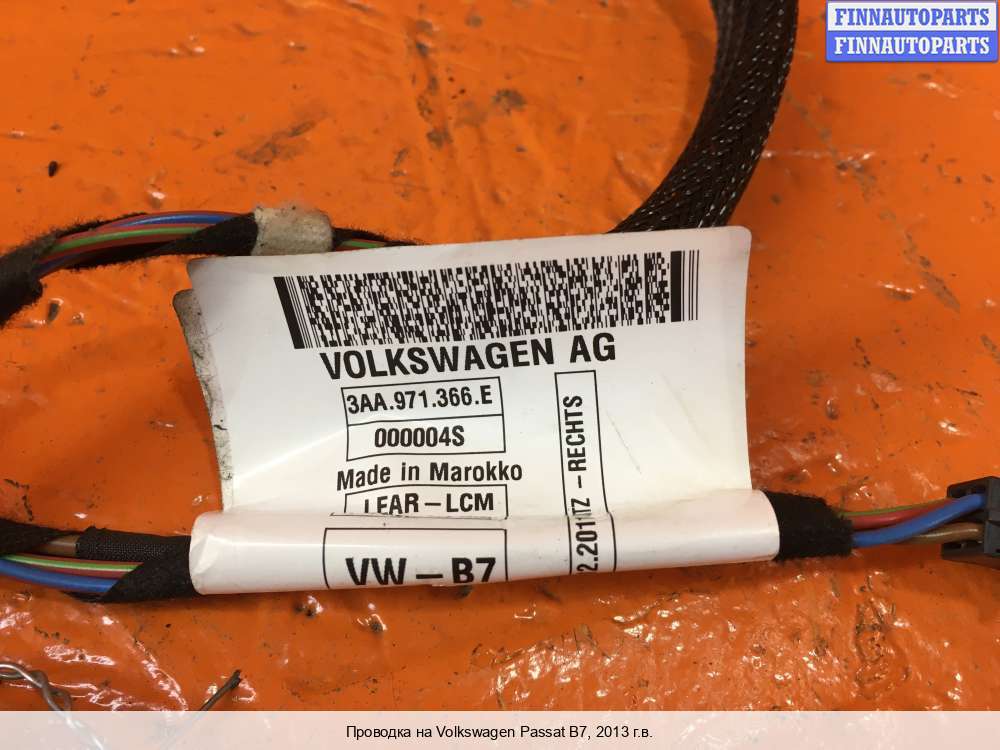 FINNAUTOPARTS
FINNAUTOPARTS
VOLKSWAGEN AG
3AA.971.366.E
000004S
Made in Marokko
LEAR-LCM
VW-B7
TZ -RECHTS
Проводка на Volkswagen Passat B7, 2013 г.в.